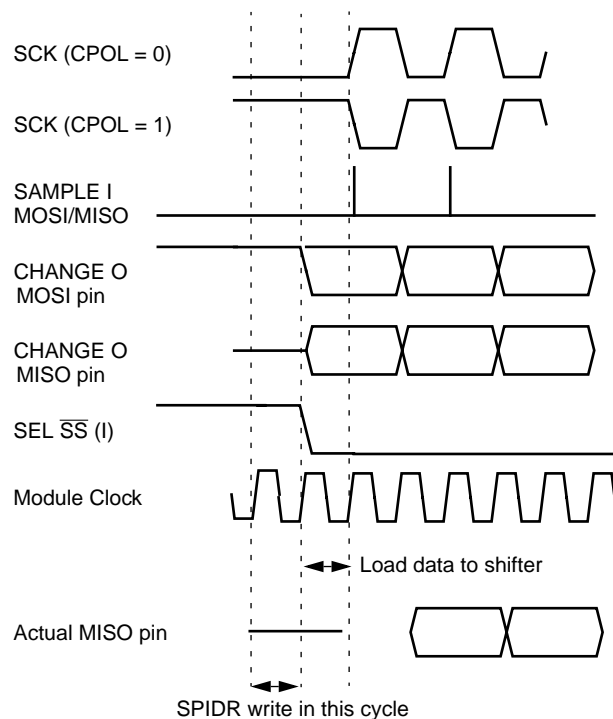 SCK (CPOL = 0)
SCK (CPOL = 1)
SAMPLE I
MOSI/MISO
CHANGE O
MOSI pin
CHANGE O
MISO pin
SEL S̅S̅ (I)
Module Clock
Load data to shifter
Actual MISO pin
SPIDR write in this cycle